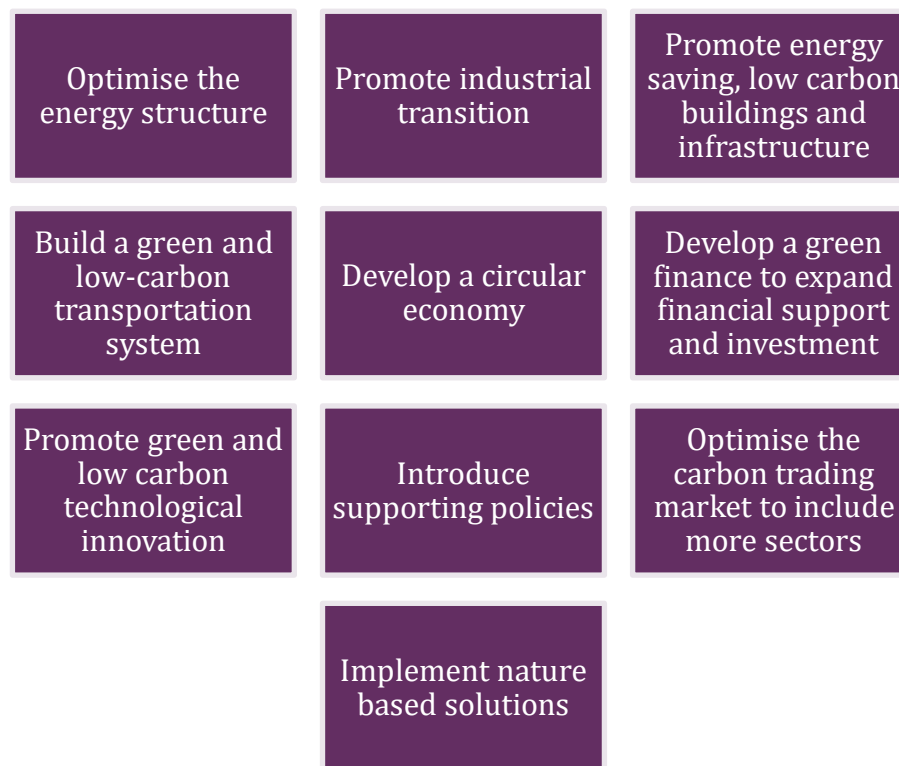 Optimise the
energy structure
Promote industrial
transition
Promote energy
saving, low carbon
buildings and
infrastructure
Build a green and
low-carbon
transportation
system
Develop a circular
economy
Develop a green
finance to expand
financial support
and investment
Promote green and
low carbon
technological
innovation
Introduce
supporting policies
Optimise the
carbon trading
market to include
more sectors
Implement nature
based solutions